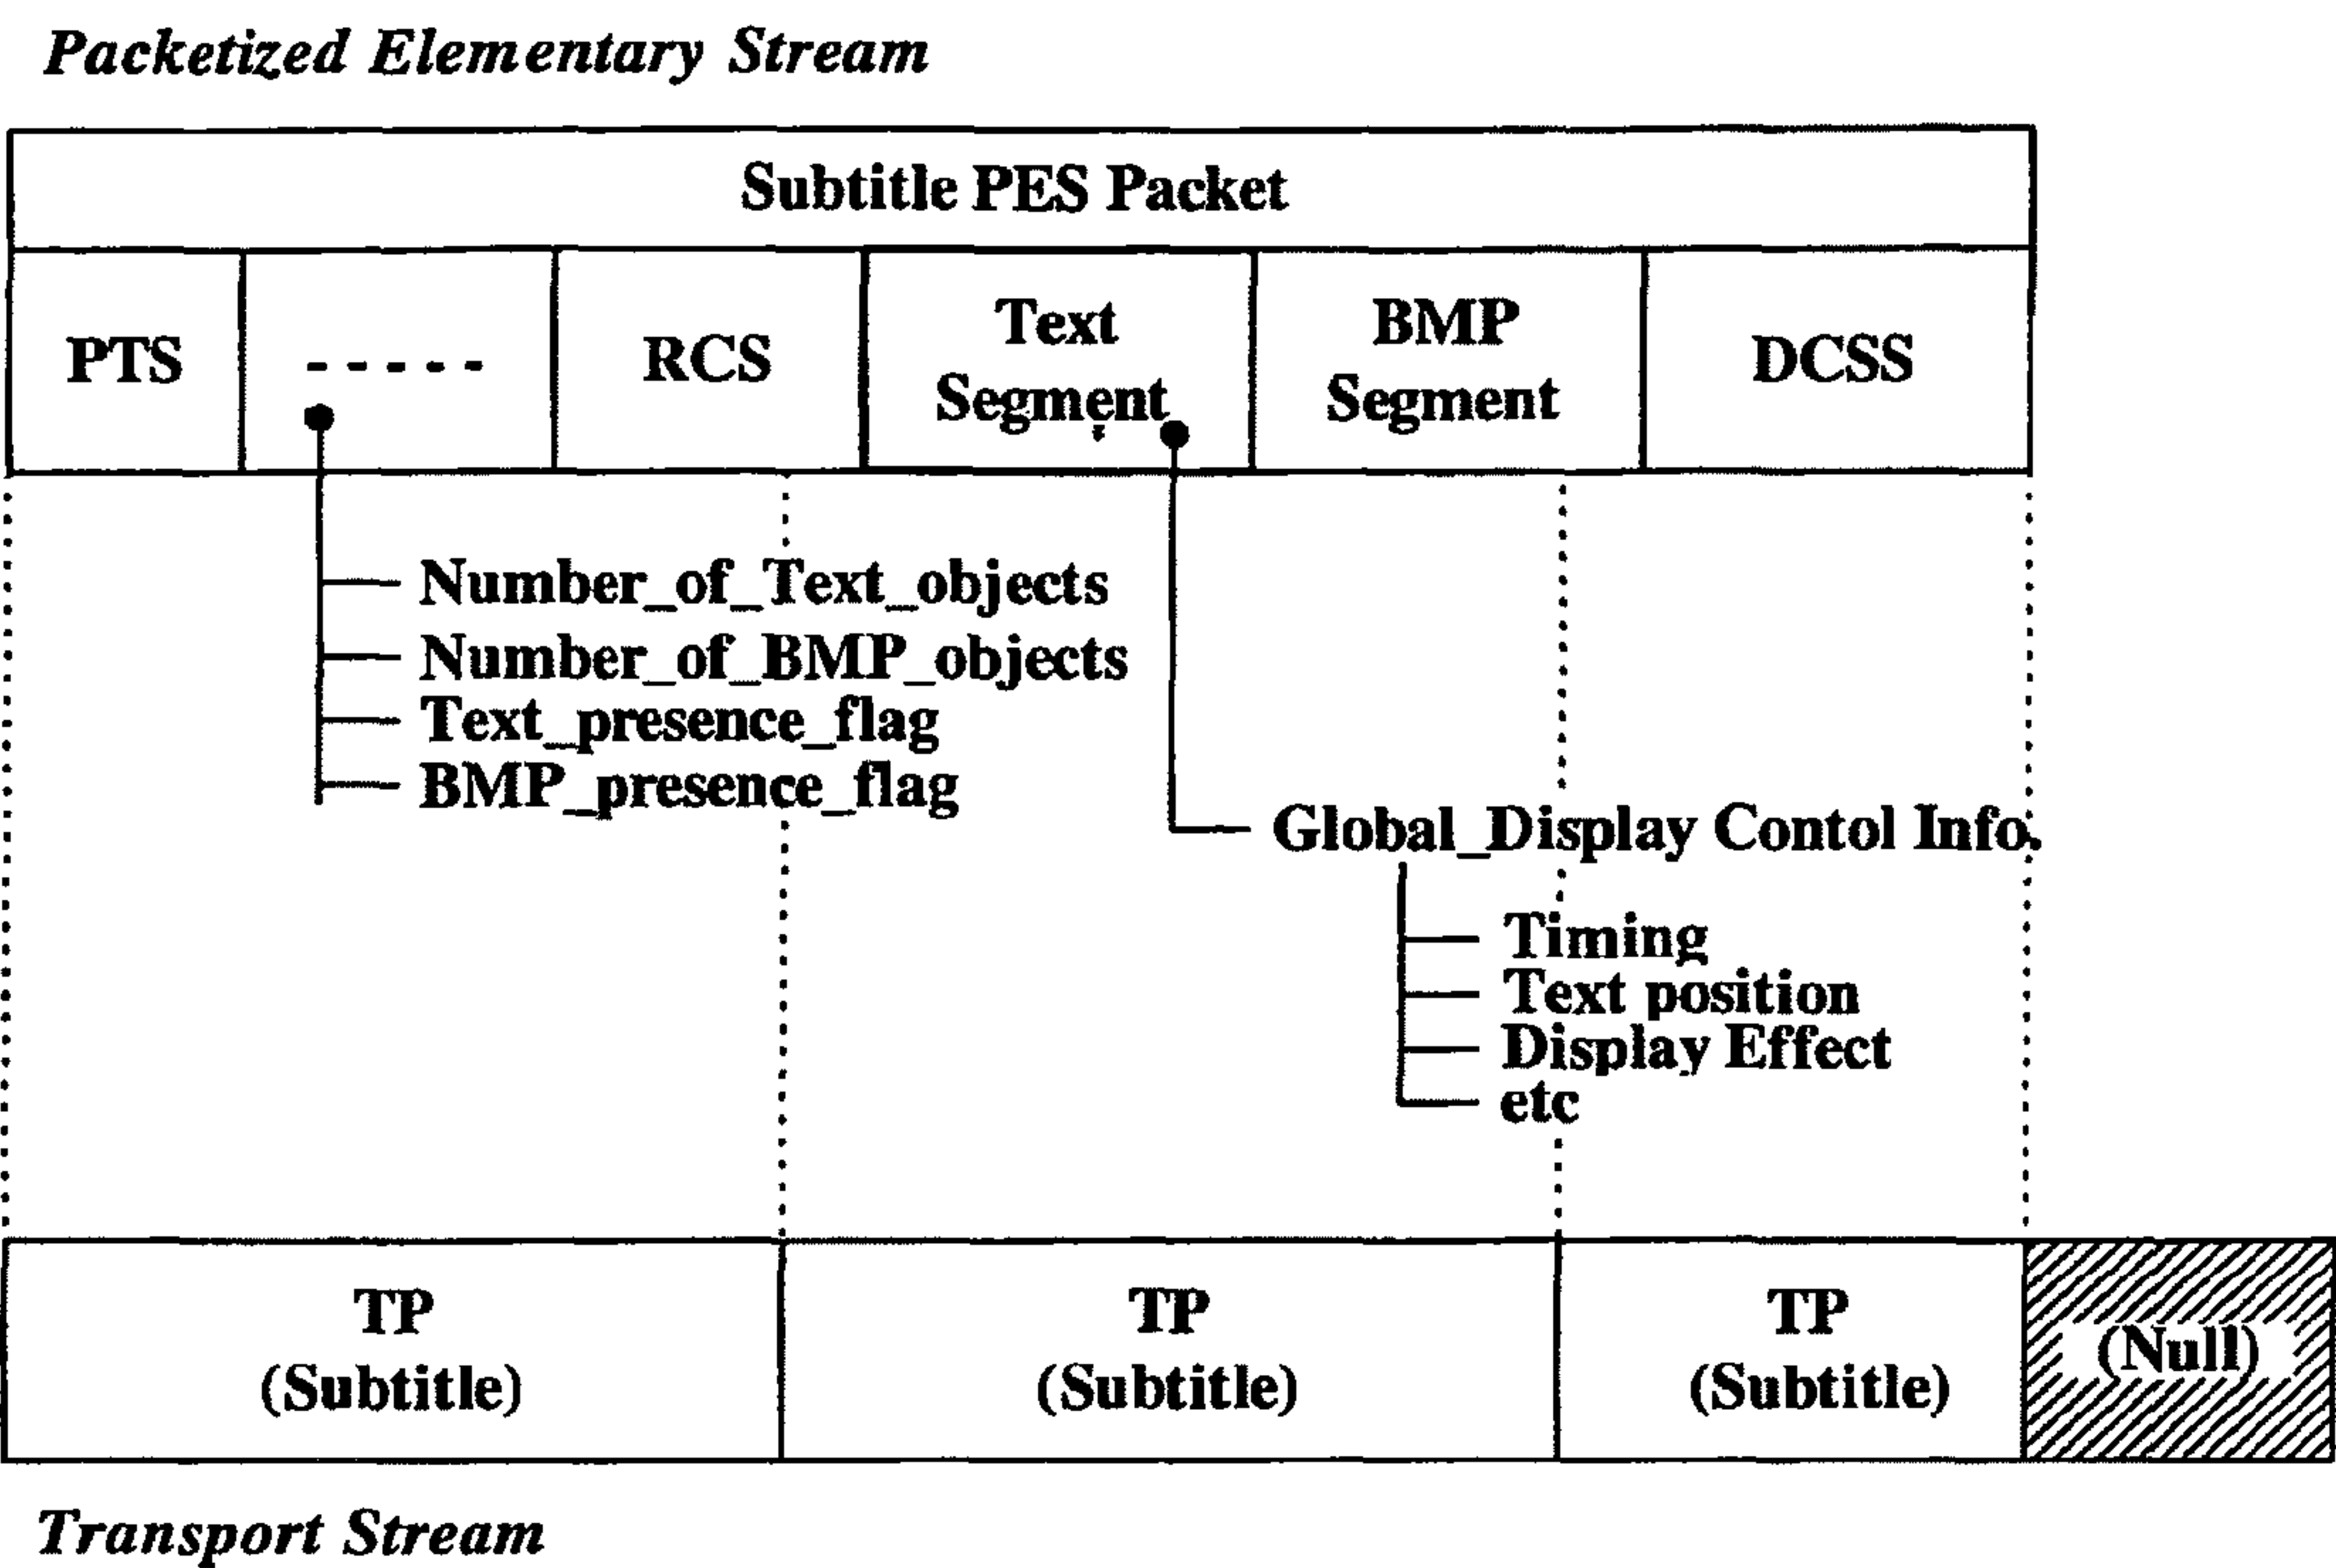 Packetized Elementary Stream
Subtitle PES Packet
PTS
- - - - -
RCS
Text
Segment
BMP
Segment
DCSS
Number_of_Text_objects
Number_of_BMP_objects
Text_presence_flag
BMP_presence_flag
Global_Display Contol Info.
Timing
Text position
Display Effect
etc
TP
(Subtitle)
TP
(Subtitle)
TP
(Subtitle)
(Null)
Transport Stream